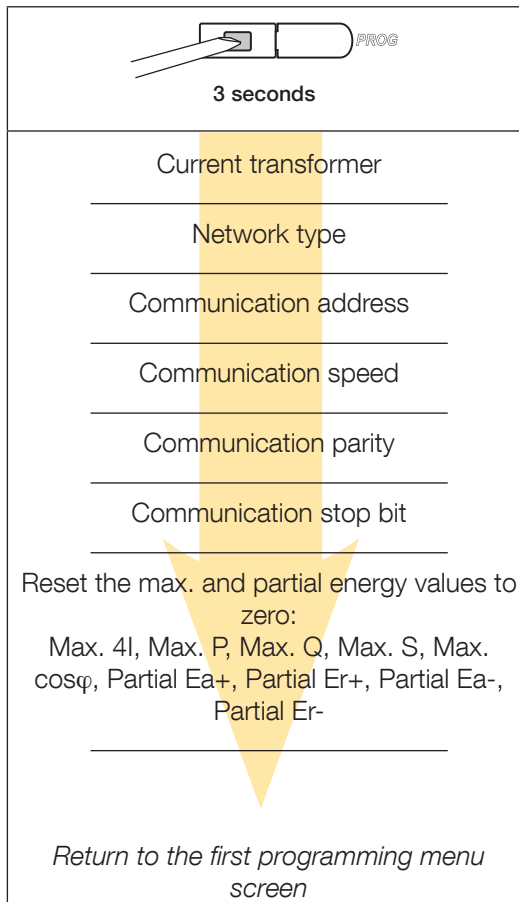 PROG
3 seconds
Current transformer
Network type
Communication address
Communication speed
Communication parity
Communication stop bit
Reset the max. and partial energy values to
zero:
Max. 4I, Max. P, Max. Q, Max. S, Max.
cosφ, Partial Ea+, Partial Er+, Partial Ea-,
Partial Er-
Return to the first programming menu
screen